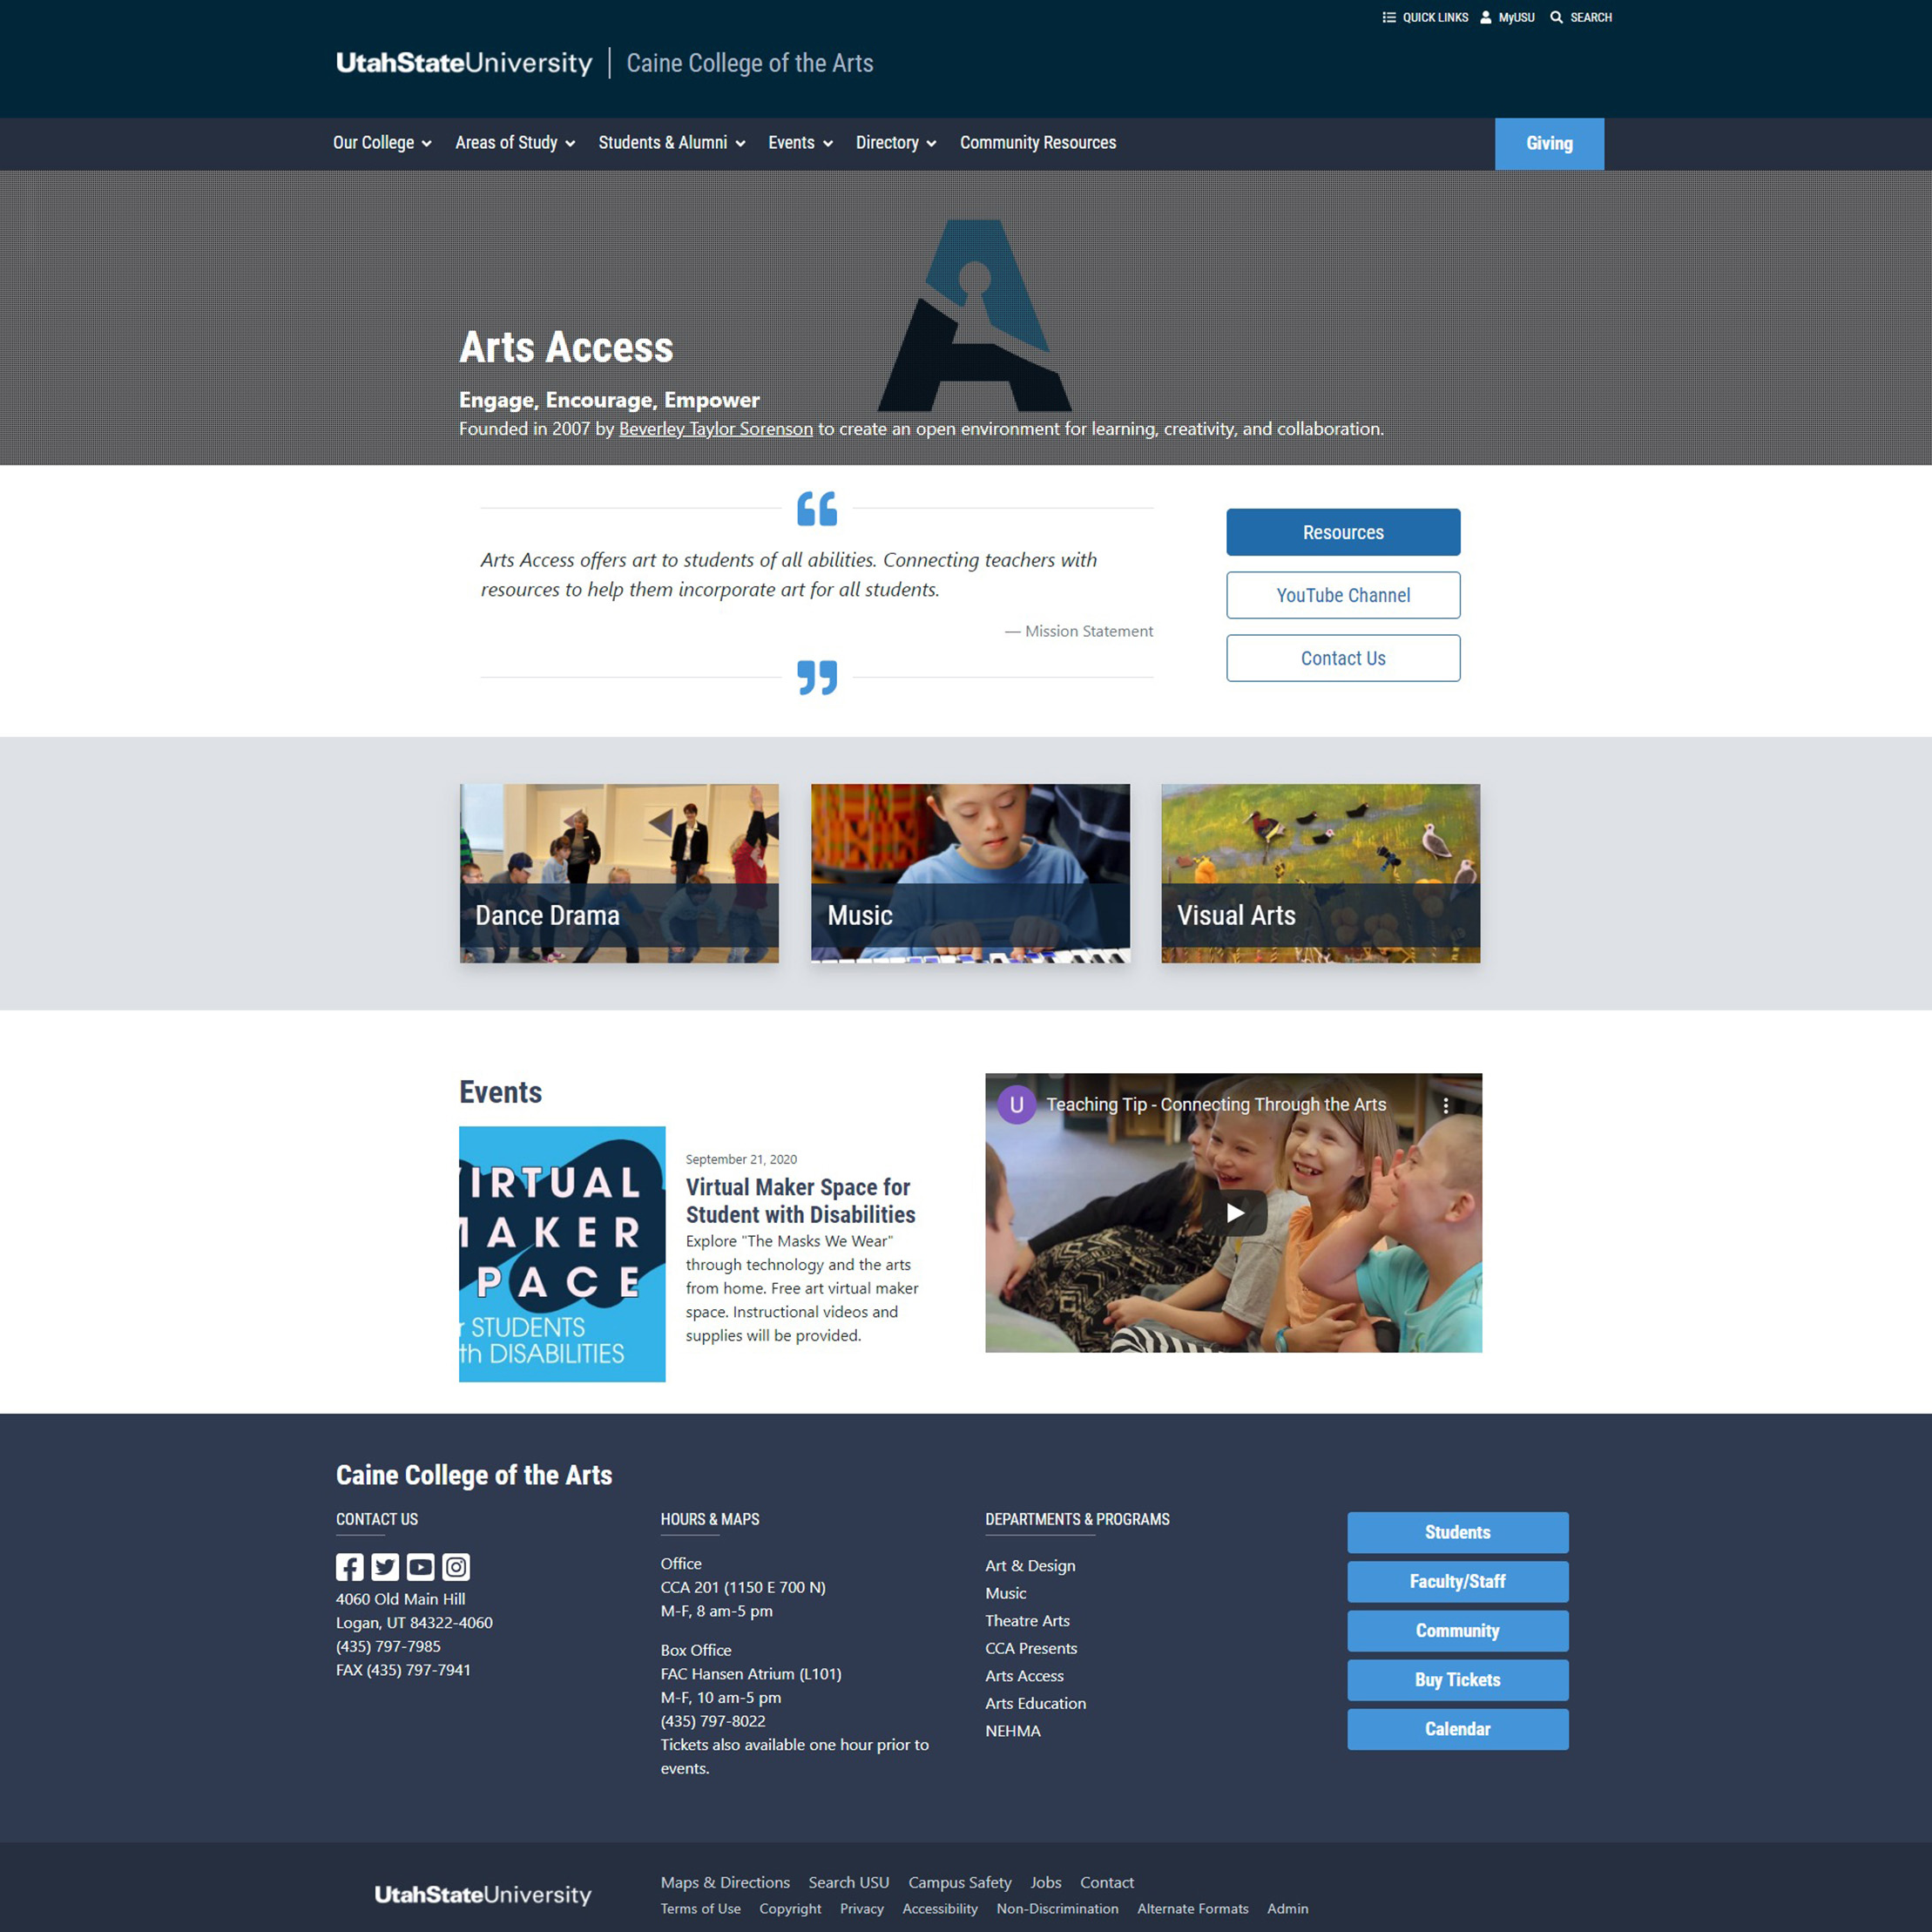 QUICK LINKS MyUSU SEARCH
UtahStateUniversity Caine College of the Arts
Our College Areas of Study Students & Alumni Events Directory Community Resources Giving
Arts Access
Engage, Encourage, Empower
Founded in 2007 by Beverley Taylor Sorenson to create an open environment for learning, creativity, and collaboration.
“
Arts Access offers art to students of all abilities. Connecting teachers with
resources to help them incorporate art for all students.
— Mission Statement
”
Resources
YouTube Channel
Contact Us
Dance Drama
Music
Visual Arts
Events
IRTUAL
AKER
PACE
r STUDENTS
th DISABILITIES
September 21, 2020
Virtual Maker Space for
Student with Disabilities
Explore "The Masks We Wear"
through technology and the arts
from home. Free art virtual maker
space. Instructional videos and
supplies will be provided.
U Teaching Tip - Connecting Through the Arts
Caine College of the Arts
CONTACT US
4060 Old Main Hill
Logan, UT 84322-4060
(435) 797-7985
FAX (435) 797-7941
HOURS & MAPS
Office
CCA 201 (1150 E 700 N)
M-F, 8 am-5 pm
Box Office
FAC Hansen Atrium (L101)
M-F, 10 am-5 pm
(435) 797-8022
Tickets also available one hour prior to
events.
DEPARTMENTS & PROGRAMS
Art & Design
Music
Theatre Arts
CCA Presents
Arts Access
Arts Education
NEHMA
Students
Faculty/Staff
Community
Buy Tickets
Calendar
UtahStateUniversity
Maps & Directions Search USU Campus Safety Jobs Contact
Terms of Use Copyright Privacy Accessibility Non-Discrimination Alternate Formats Admin